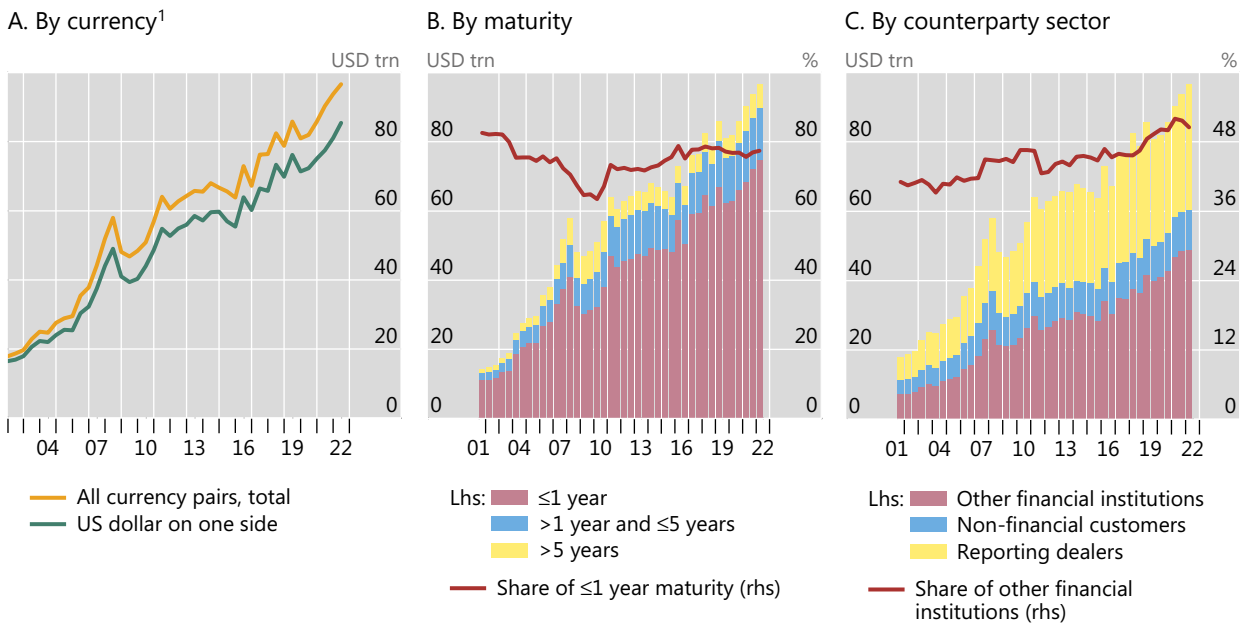 A. By currency¹
USD trn
80
60
40
20
0
04 07 10 13 16 19 22
All currency pairs, total
US dollar on one side
B. By maturity
USD trn %
80 80
60 60
40 40
20 20
0 0
01 04 07 10 13 16 19 22
Lhs: ≤1 year
>1 year and ≤5 years
>5 years
Share of ≤1 year maturity (rhs)
C. By counterparty sector
USD trn %
80 48
60 36
40 24
20 12
0 0
01 04 07 10 13 16 19 22
Lhs: Other financial institutions
Non-financial customers
Reporting dealers
Share of other financial
institutions (rhs)